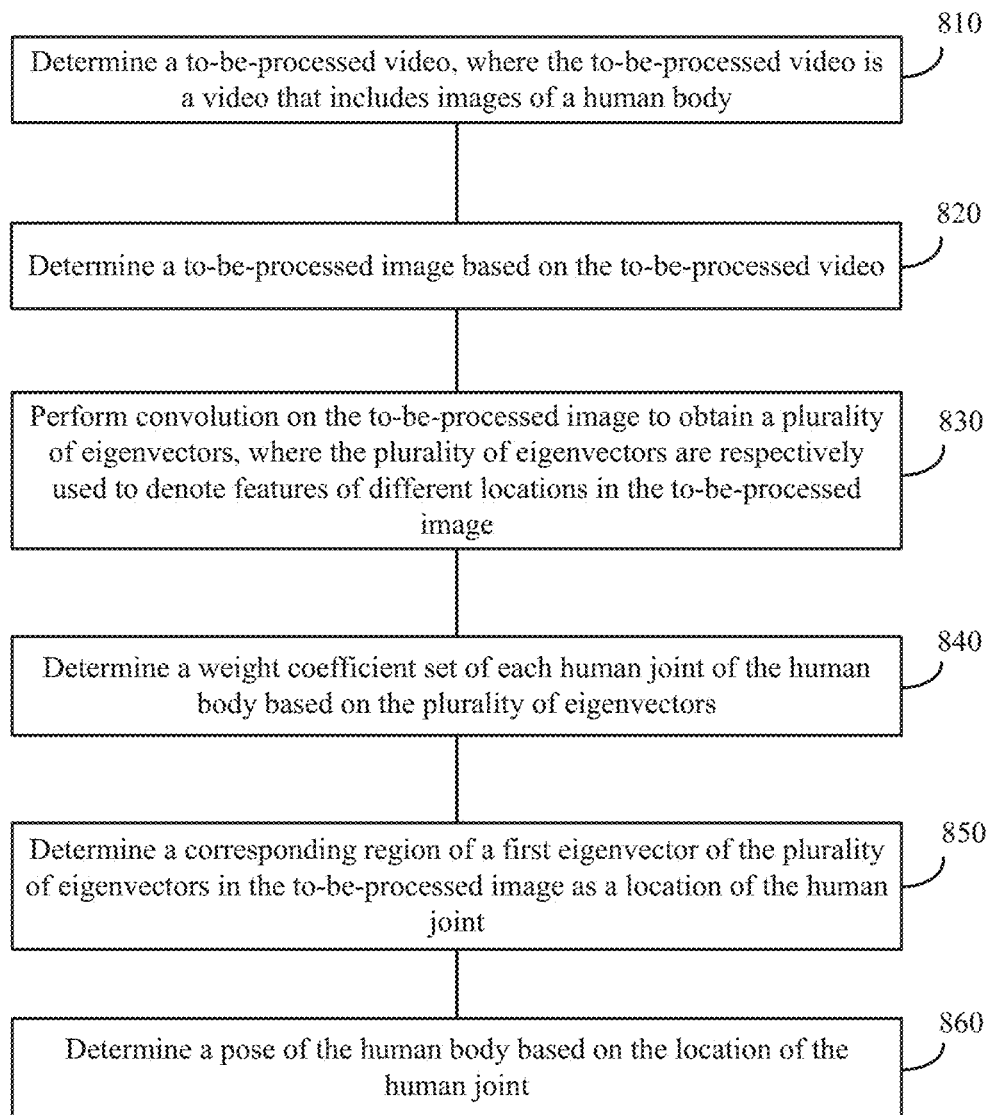 810
Determine a to-be-processed video, where the to-be-processed video is
a video that includes images of a human body
820
Determine a to-be-processed image based on the to-be-processed video
Perform convolution on the to-be-processed image to obtain a plurality
of eigenvectors, where the plurality of eigenvectors are respectively
used to denote features of different locations in the to-be-processed
image
830
840
Determine a weight coefficient set of each human joint of the human
body based on the plurality of eigenvectors
850
Determine a corresponding region of a first eigenvector of the plurality
of eigenvectors in the to-be-processed image as a location of the human
joint
860
Determine a pose of the human body based on the location of the
human joint